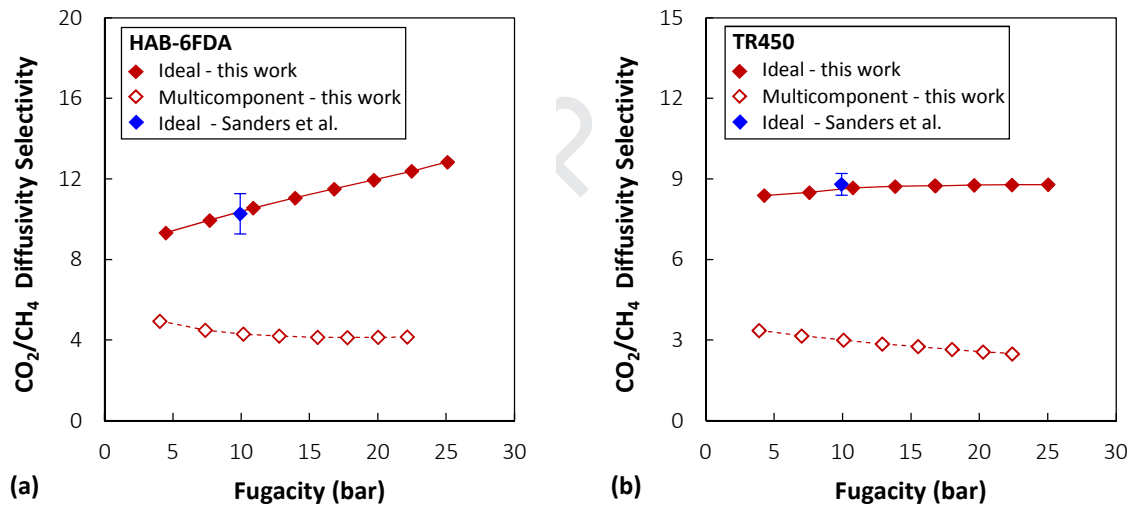 20
16
12
8
4
0
0 5 10 15 20 25 30
CO₂/CH₄ Diffusivity Selectivity
Fugacity (bar)
HAB-6FDA
Ideal - this work
Multicomponent - this work
Ideal - Sanders et al.
(a)
15
12
9
6
3
0
0 5 10 15 20 25 30
CO₂/CH₄ Diffusivity Selectivity
Fugacity (bar)
TR450
Ideal - this work
Multicomponent - this work
Ideal - Sanders et al.
(b)